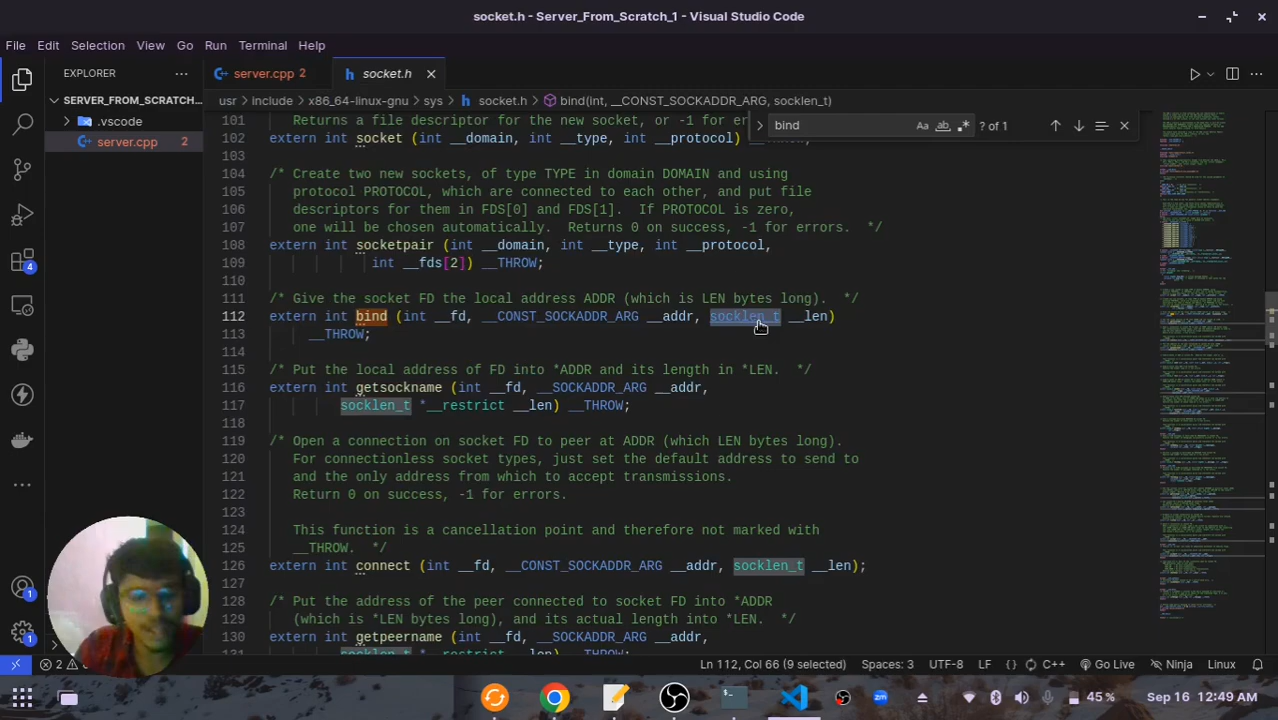 socket.h - Server_From_Scratch_1 - Visual Studio Code
File Edit Selection View Go Run Terminal Help
EXPLORER
server.cpp 2
socket.h
SERVER_FROM_SCRATCH...
usr > include > x86_64-linux-gnu > sys > socket.h > bind(int, __CONST_SOCKADDR_ARG, socklen_t)
.vscode
server.cpp 2
bind
Aa ab ? of 1
101 Returns a file descriptor for the new socket, or -1 for
102 extern int socket (int __domain, int __type, int __protocol)
103
104 /* Create two new sockets, of type TYPE in domain DOMAIN and using
105 protocol PROTOCOL, which are connected to each other, and put file
106 descriptors for them in FDS[0] and FDS[1].  If PROTOCOL is zero,
107 one will be chosen automatically.  Returns 0 on success, -1 for errors.  */
108 extern int socketpair (int __domain, int __type, int __protocol,
109 int __fds[2]) __THROW;
110
111 /* Give the socket FD the local address ADDR (which is LEN bytes long).  */
112 extern int bind (int __fd, __CONST_SOCKADDR_ARG __addr, socklen_t __len)
113 __THROW;
114
115 /* Put the local address of FD into *ADDR and its length in *LEN.  */
116 extern int getsockname (int __fd, __SOCKADDR_ARG __addr,
117 socklen_t *__restrict __len) __THROW;
118
119 /* Open a connection on socket FD to peer at ADDR (which LEN bytes long).
120 For connectionless socket types, just set the default address to send to
121 and the only address from which to accept transmissions.
122 Return 0 on success, -1 for errors.
123
124 This function is a cancellation point and therefore not marked with
125 __THROW.  */
126 extern int connect (int __fd, __CONST_SOCKADDR_ARG __addr, socklen_t __len);
127
128 /* Put the address of the peer connected to socket FD into *ADDR
129 (which is *LEN bytes long), and its actual length into *LEN.  */
130 extern int getpeername (int __fd, __SOCKADDR_ARG __addr,
131 socklen_t *__restrict __len) __THROW;
4
1
1
2
Ln 112, Col 66 (9 selected) Spaces: 3 UTF-8 LF {} C++ Go Live Ninja Linux
zm 45 % Sep 16 12:49 AM